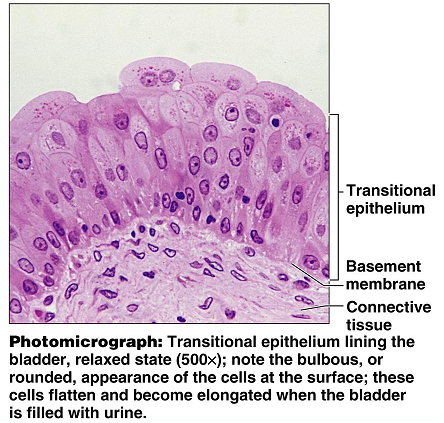 Transitional
epithelium
Basement
membrane
Connective
tissue
Photomicrograph: Transitional epithelium lining the
bladder, relaxed state (500×); note the bulbous, or
rounded, appearance of the cells at the surface; these
cells flatten and become elongated when the bladder
is filled with urine.